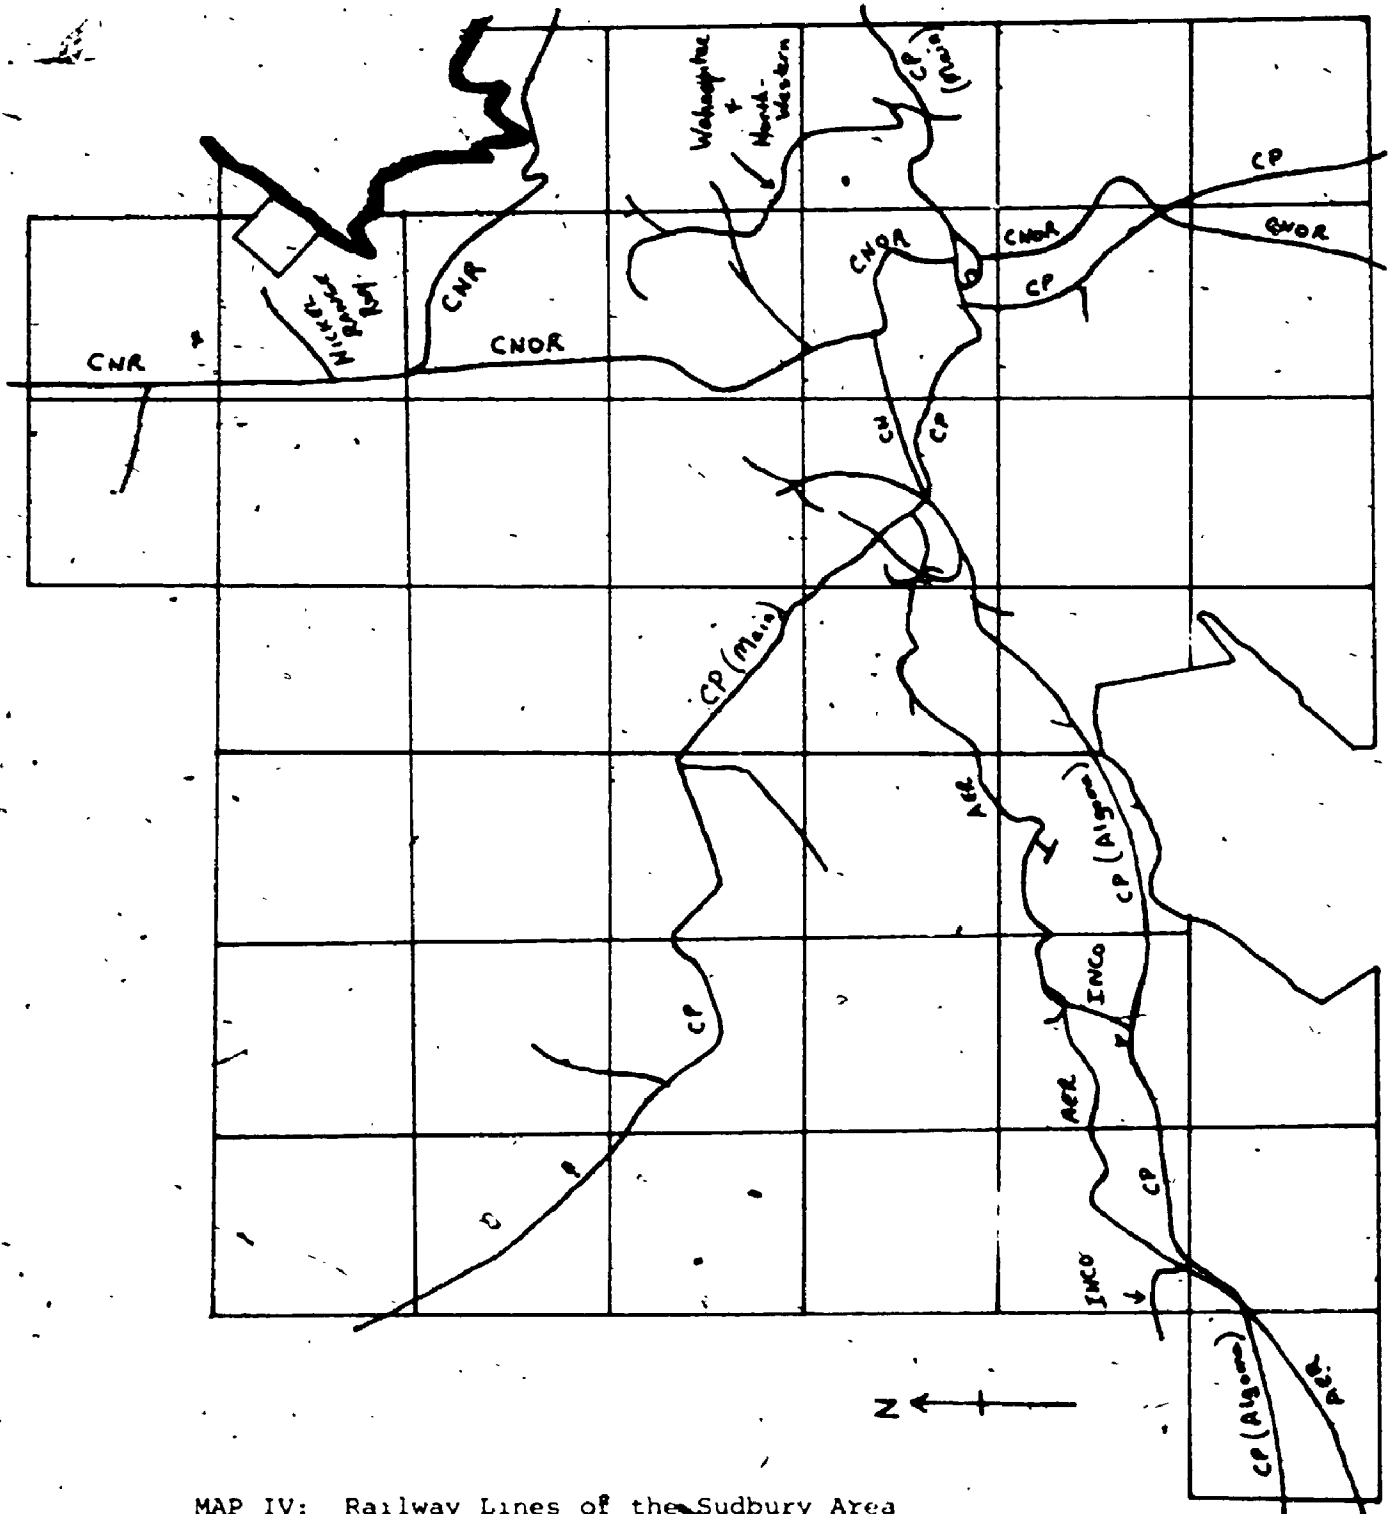 Wahnapitae
+
North-
Western
CP
(Main)
CP
CNOR
CNOR
CNOR
CP
CNR
NICKEL
RANGE
RLY
CNR
CNOR
CN
CP
CP (Main)
AER
CP (Algoma)
INCO
CP
AER
CP
INCO
N
CP (Algoma)
AER.
MAP IV: Railway Lines of the Sudbury Area